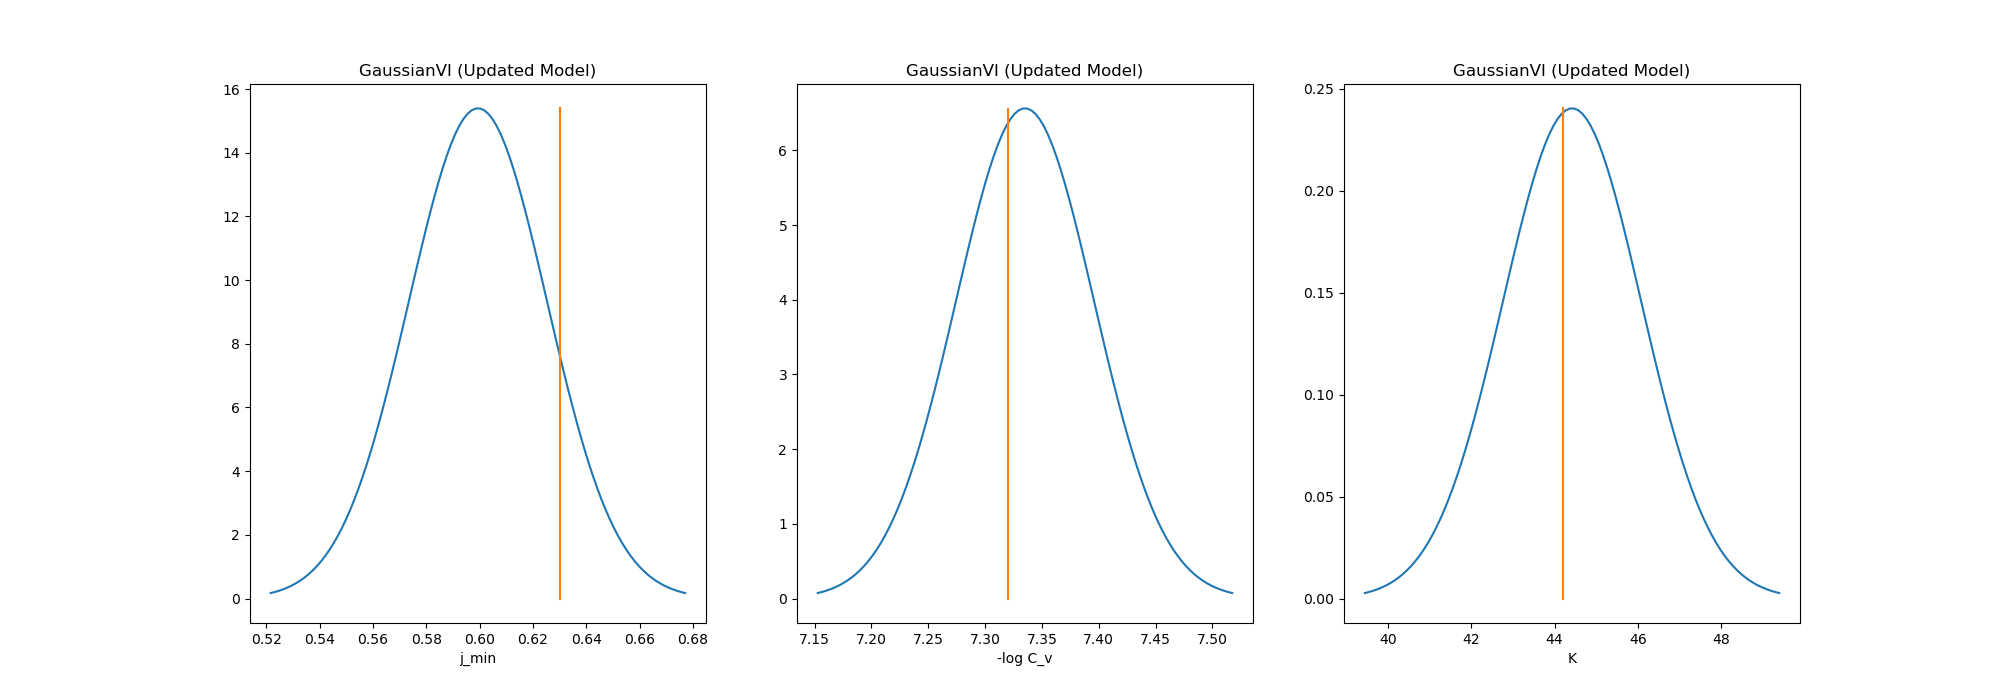 GaussianVI (Updated Model)
16
14
12
10
8
6
4
2
0
0.52 0.54 0.56 0.58 0.60 0.62 0.64 0.66 0.68
j_min
GaussianVI (Updated Model)
6
5
4
3
2
1
0
7.15 7.20 7.25 7.30 7.35 7.40 7.45 7.50
-log C_v
GaussianVI (Updated Model)
0.25
0.20
0.15
0.10
0.05
0.00
40 42 44 46 48
K